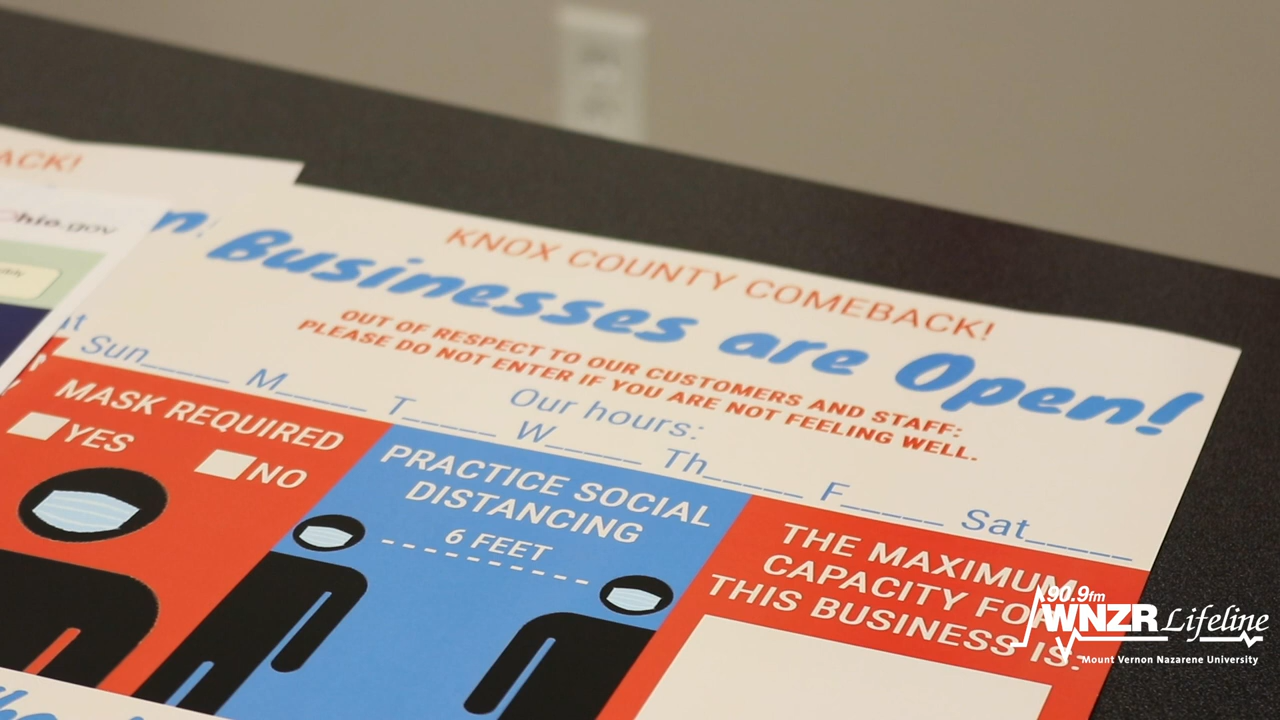 ACK!
hio.gov
n!
KNOX COUNTY COMEBACK!
Businesses are Open!
OUT OF RESPECT TO OUR CUSTOMERS AND STAFF:
PLEASE DO NOT ENTER IF YOU ARE NOT FEELING WELL.
Our hours:
Sun_____ M_____ T_____ W_____ Th_____ F_____ Sat_____
MASK REQUIRED
YES
NO
PRACTICE SOCIAL
DISTANCING
6 FEET
THE MAXIMUM
CAPACITY FOR
THIS BUSINESS IS:
90.9fm
WNZR Lifeline
Mount Vernon Nazarene University